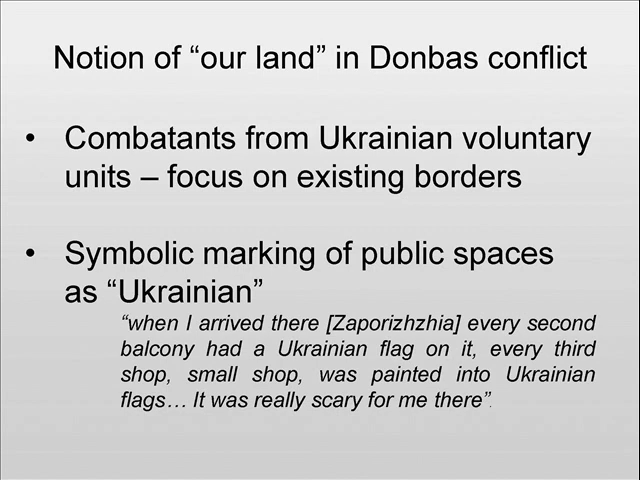 Notion of “our land” in Donbas conflict
• Combatants from Ukrainian voluntary
units – focus on existing borders
• Symbolic marking of public spaces
as “Ukrainian”
“when I arrived there [Zaporizhzhia] every second
balcony had a Ukrainian flag on it, every third
shop, small shop, was painted into Ukrainian
flags… It was really scary for me there”.